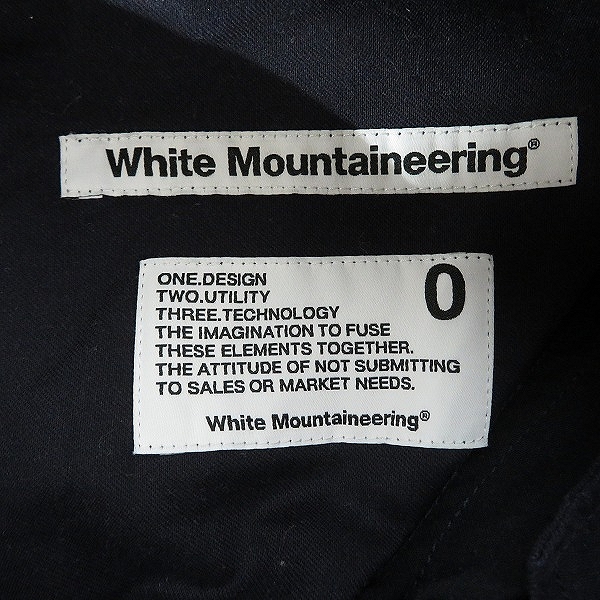 White Mountaineering®
ONE.DESIGN
TWO.UTILITY
THREE.TECHNOLOGY
THE IMAGINATION TO FUSE
THESE ELEMENTS TOGETHER.
THE ATTITUDE OF NOT SUBMITTING
TO SALES OR MARKET NEEDS.
0
White Mountaineering®